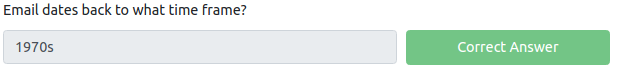 Email dates back to what time frame?
1970s
Correct Answer